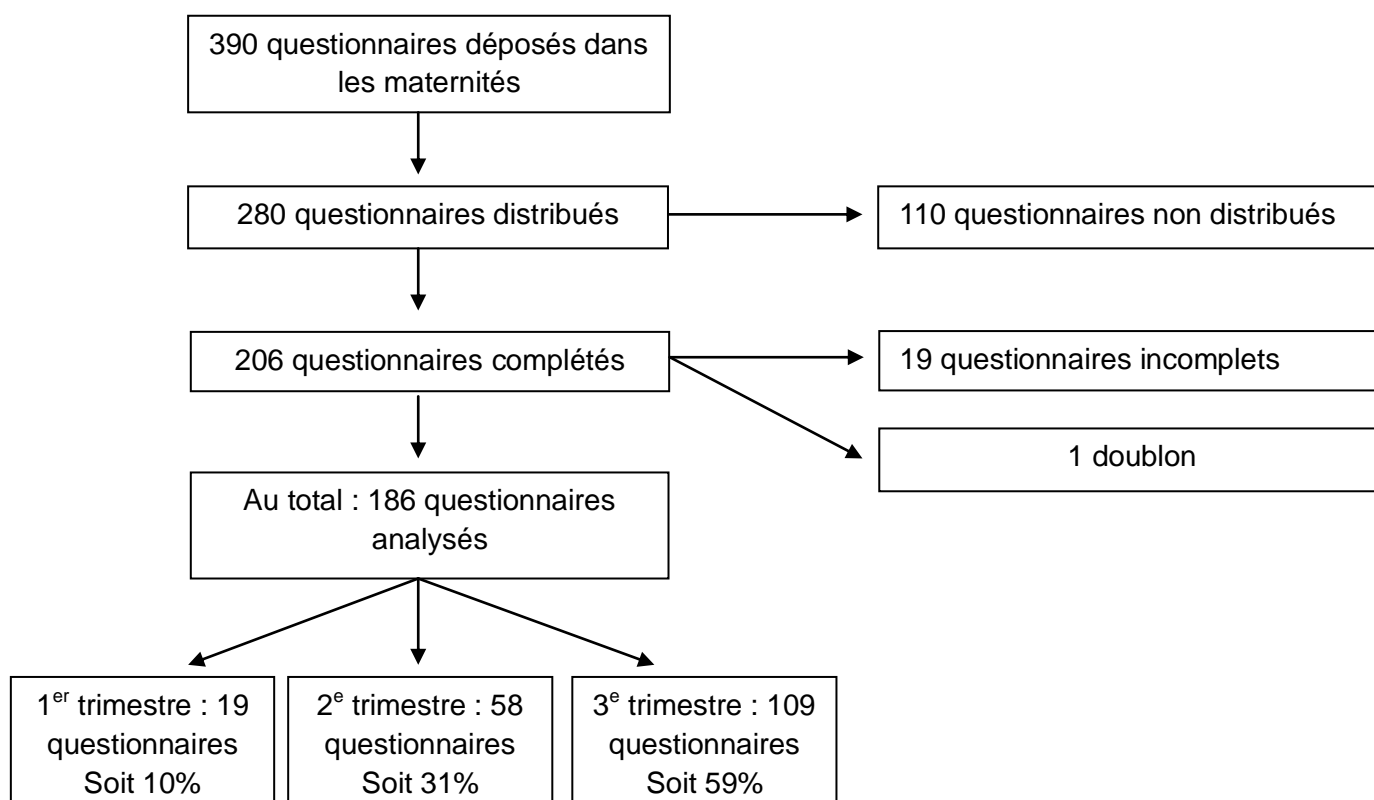 390 questionnaires déposés dans
les maternités
280 questionnaires distribués
110 questionnaires non distribués
206 questionnaires complétés
19 questionnaires incomplets
1 doublon
Au total : 186 questionnaires
analysés
1er trimestre : 19
questionnaires
Soit 10%
2e trimestre : 58
questionnaires
Soit 31%
3e trimestre : 109
questionnaires
Soit 59%